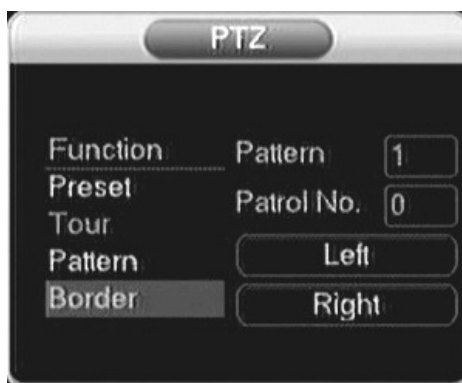 PTZ
Function
Pattern 1
Preset
Patrol No. 0
Tour
Pattern
Left
Border
Right